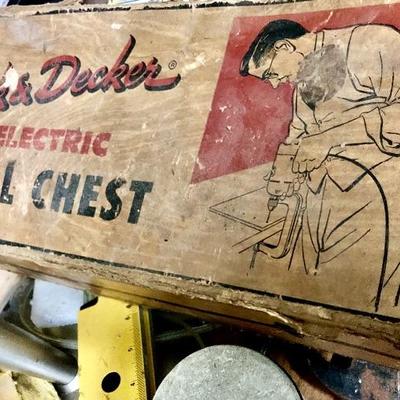 k & Decker®
ELECTRIC
L CHEST